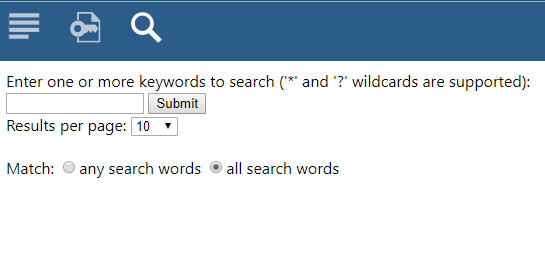 Enter one or more keywords to search ('*' and '?' wildcards are supported):
Submit
Results per page: 10
Match: any search words all search words